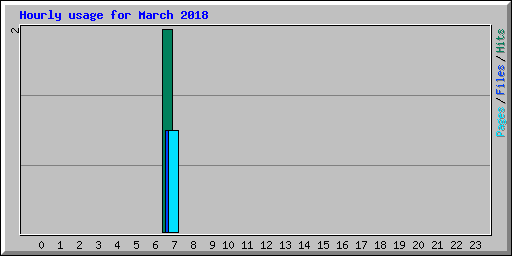 Hourly usage for March 2018
2
Pages/Files/Hits
0 1 2 3 4 5 6 7 8 9 10 11 12 13 14 15 16 17 18 19 20 21 22 23